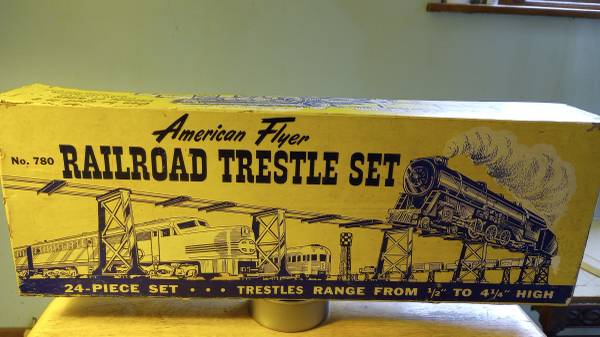 American Flyer
No. 780 RAILROAD TRESTLE SET
24-PIECE SET . . . TRESTLES RANGE FROM ½" TO 4¼" HIGH